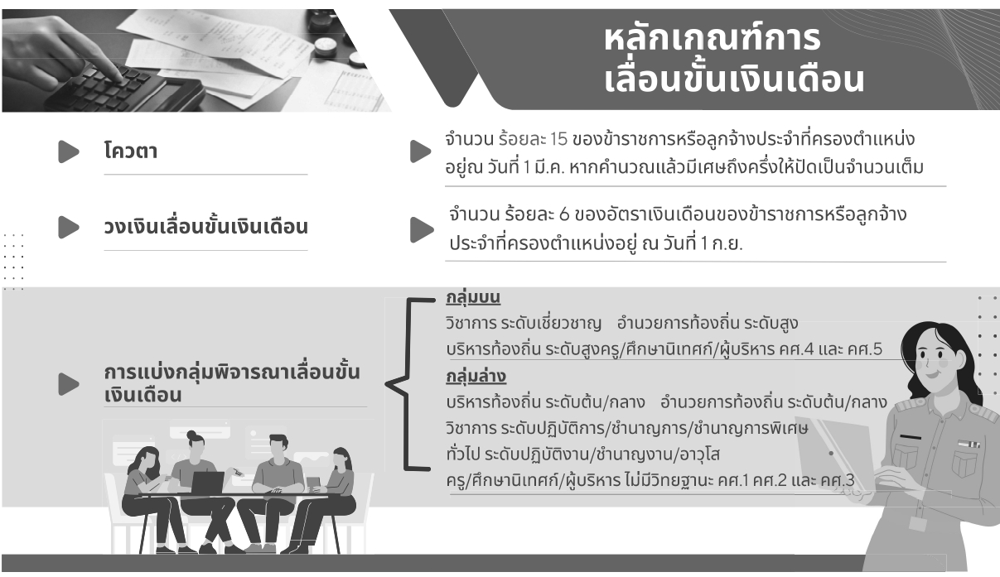 หลักเกณฑ์การ
เลื่อนขั้นเงินเดือน
โควตา
จำนวน ร้อยละ 15 ของข้าราชการหรือลูกจ้างประจำที่ครองตำแหน่ง
อยู่ณ วันที่ 1 มี.ค. หากคำนวณแล้วมีเศษถึงครึ่งให้ปัดเป็นจำนวนเต็ม
วงเงินเลื่อนขั้นเงินเดือน
จำนวน ร้อยละ 6 ของอัตราเงินเดือนของข้าราชการหรือลูกจ้าง
ประจำที่ครองตำแหน่งอยู่ ณ วันที่ 1 ก.ย.
การแบ่งกลุ่มพิจารณาเลื่อนขั้น
เงินเดือน
กลุ่มบน
วิชาการ ระดับเชี่ยวชาญ อำนวยการท้องถิ่น ระดับสูง
บริหารท้องถิ่น ระดับสูงครู/ศึกษานิเทศก์/ผู้บริหาร คศ.4 และ คศ.5
กลุ่มล่าง
บริหารท้องถิ่น ระดับต้น/กลาง อำนวยการท้องถิ่น ระดับต้น/กลาง
วิชาการ ระดับปฏิบัติการ/ชำนาญการ/ชำนาญการพิเศษ
ทั่วไป ระดับปฏิบัติงาน/ชำนาญงาน/อาวุโส
ครู/ศึกษานิเทศก์/ผู้บริหาร ไม่มีวิทยฐานะ คศ.1 คศ.2 และ คศ.3